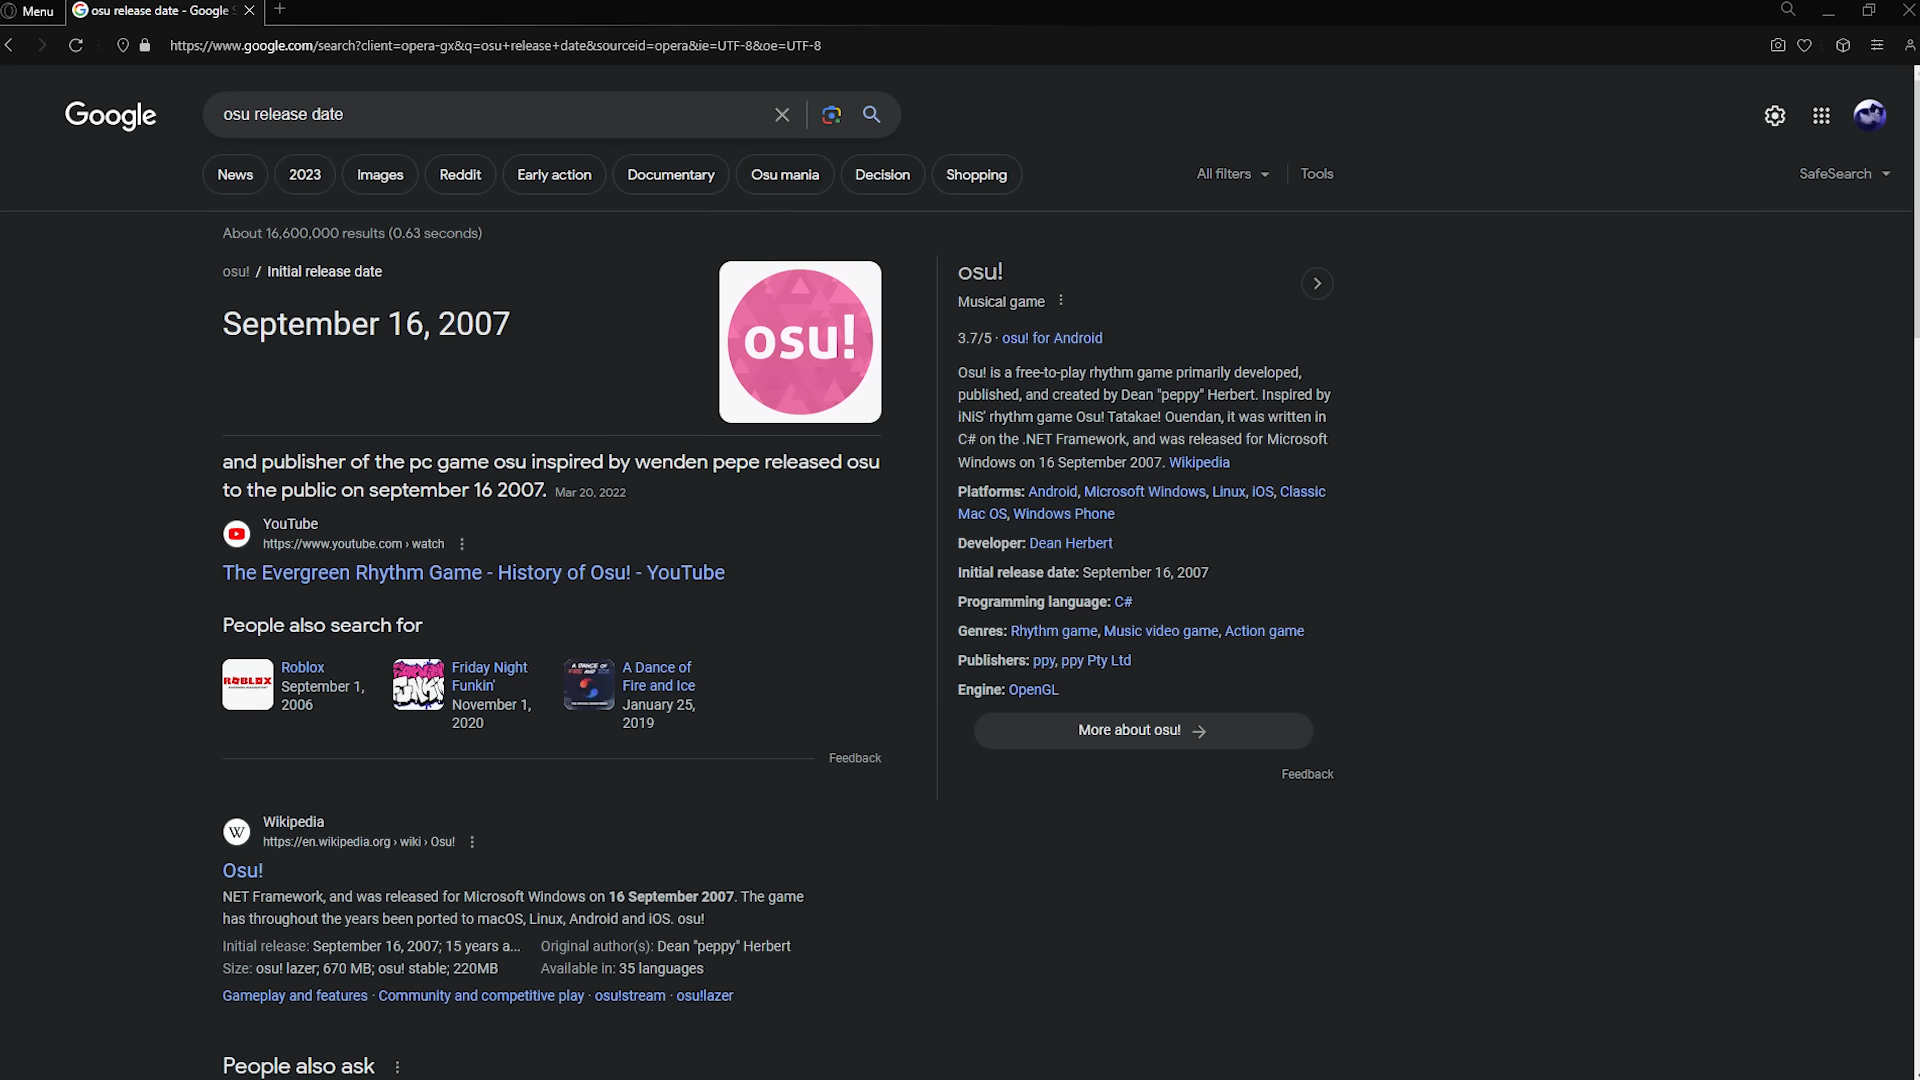 Menu
osu release date - Google S
https://www.google.com/search?client=opera-gx&q=osu+release+date&sourceid=opera&ie=UTF-8&oe=UTF-8
Google
osu release date
News
2023
Images
Reddit
Early action
Documentary
Osu mania
Decision
Shopping
All filters
Tools
SafeSearch
About 16,600,000 results (0.63 seconds)
osu! / Initial release date
September 16, 2007
osu!
and publisher of the pc game osu inspired by wenden pepe released osu
to the public on september 16 2007. Mar 20, 2022
YouTube
https://www.youtube.com › watch
The Evergreen Rhythm Game - History of Osu! - YouTube
People also search for
ROBLOX
Roblox
September 1,
2006
FRIDAY NIGHT
FUNKIN
Friday Night
Funkin'
November 1,
2020
A DANCE OF
FIRE AND ICE
A Dance of
Fire and Ice
January 25,
2019
Feedback
Wikipedia
https://en.wikipedia.org › wiki › Osu!
Osu!
NET Framework, and was released for Microsoft Windows on 16 September 2007. The game
has throughout the years been ported to macOS, Linux, Android and iOS. osu!
Initial release: September 16, 2007; 15 years a...
Original author(s): Dean "peppy" Herbert
Size: osu! lazer; 670 MB; osu! stable; 220MB
Available in: 35 languages
Gameplay and features · Community and competitive play · osu!stream · osu!lazer
People also ask
osu!
Musical game
3.7/5 · osu! for Android
Osu! is a free-to-play rhythm game primarily developed,
published, and created by Dean "peppy" Herbert. Inspired by
iNiS' rhythm game Osu! Tatakae! Ouendan, it was written in
C# on the .NET Framework, and was released for Microsoft
Windows on 16 September 2007. Wikipedia
Platforms: Android, Microsoft Windows, Linux, iOS, Classic
Mac OS, Windows Phone
Developer: Dean Herbert
Initial release date: September 16, 2007
Programming language: C#
Genres: Rhythm game, Music video game, Action game
Publishers: ppy, ppy Pty Ltd
Engine: OpenGL
More about osu!
Feedback